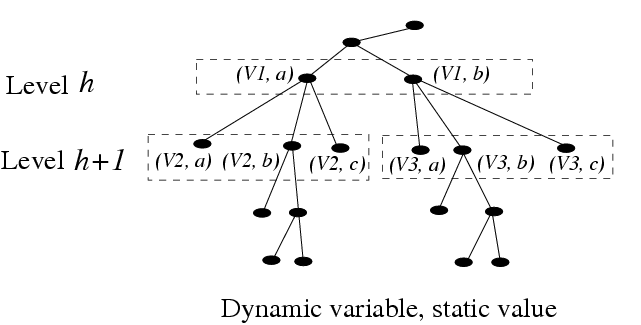 Level h (V1, a) (V1, b)
Level h+1 (V2, a) (V2, b) (V2, c) (V3, a) (V3, b) (V3, c)
Dynamic variable, static value